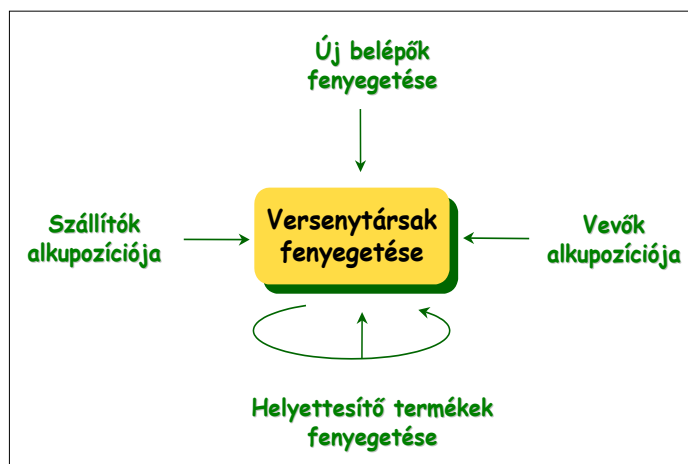 Új belépők
fenyegetése
Szállítók
alkupozíciója
Versenytársak
fenyegetése
Vevők
alkupozíciója
Helyettesítő termékek
fenyegetése